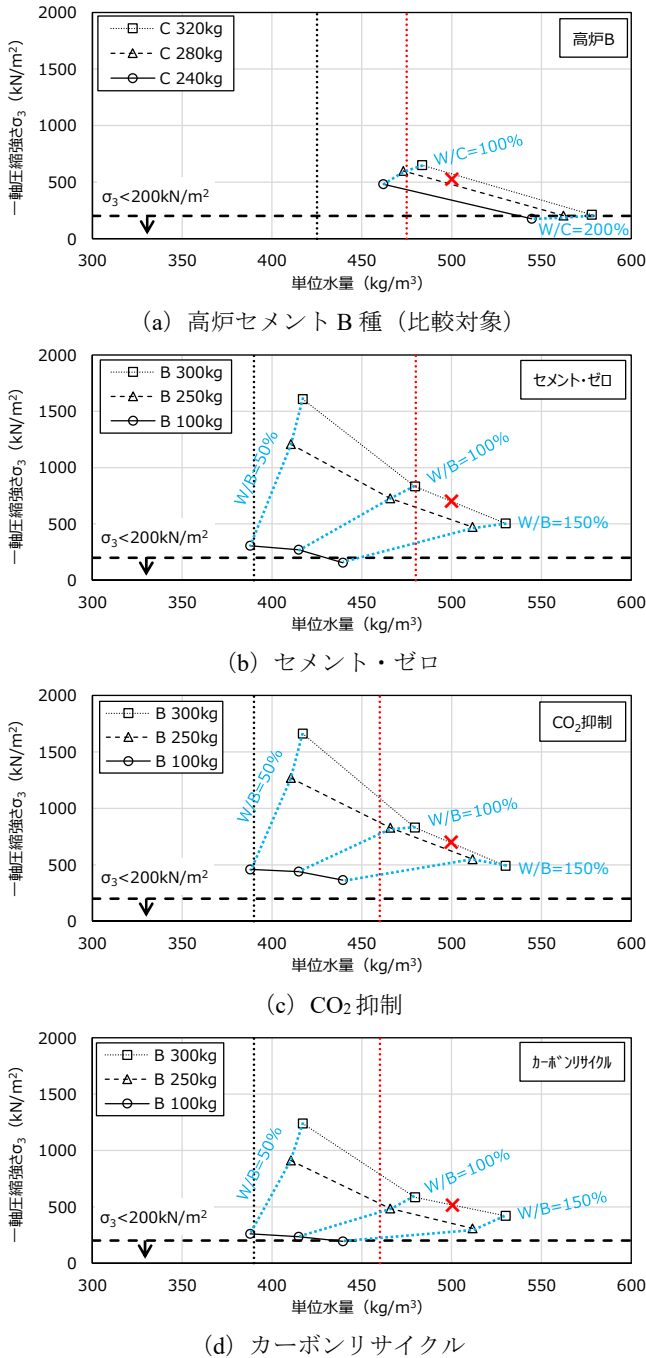 2000
1500
1000
500
0
一軸圧縮強さσ3（kN/m2）
C 320kg
C 280kg
C 240kg
高炉B
W/C=100%
σ3<200kN/m2
W/C=200%
300 350 400 450 500 550 600
単位水量（kg/m3）
(a) 高炉セメント B 種（比較対象）
2000
1500
1000
500
0
一軸圧縮強さσ3（kN/m2）
B 300kg
B 250kg
B 100kg
セメント・ゼロ
W/B=50%
W/B=100%
W/B=150%
σ3<200kN/m2
300 350 400 450 500 550 600
単位水量（kg/m3）
(b) セメント・ゼロ
2000
1500
1000
500
0
一軸圧縮強さσ3（kN/m2）
B 300kg
B 250kg
B 100kg
CO2抑制
W/B=50%
W/B=100%
W/B=150%
σ3<200kN/m2
300 350 400 450 500 550 600
単位水量（kg/m3）
(c) CO2 抑制
2000
1500
1000
500
0
一軸圧縮強さσ3（kN/m2）
B 300kg
B 250kg
B 100kg
ｶｰﾎﾞﾝﾘｻｲｸﾙ
W/B=50%
W/B=100%
W/B=150%
σ3<200kN/m2
300 350 400 450 500 550 600
単位水量（kg/m3）
(d) カーボンリサイクル